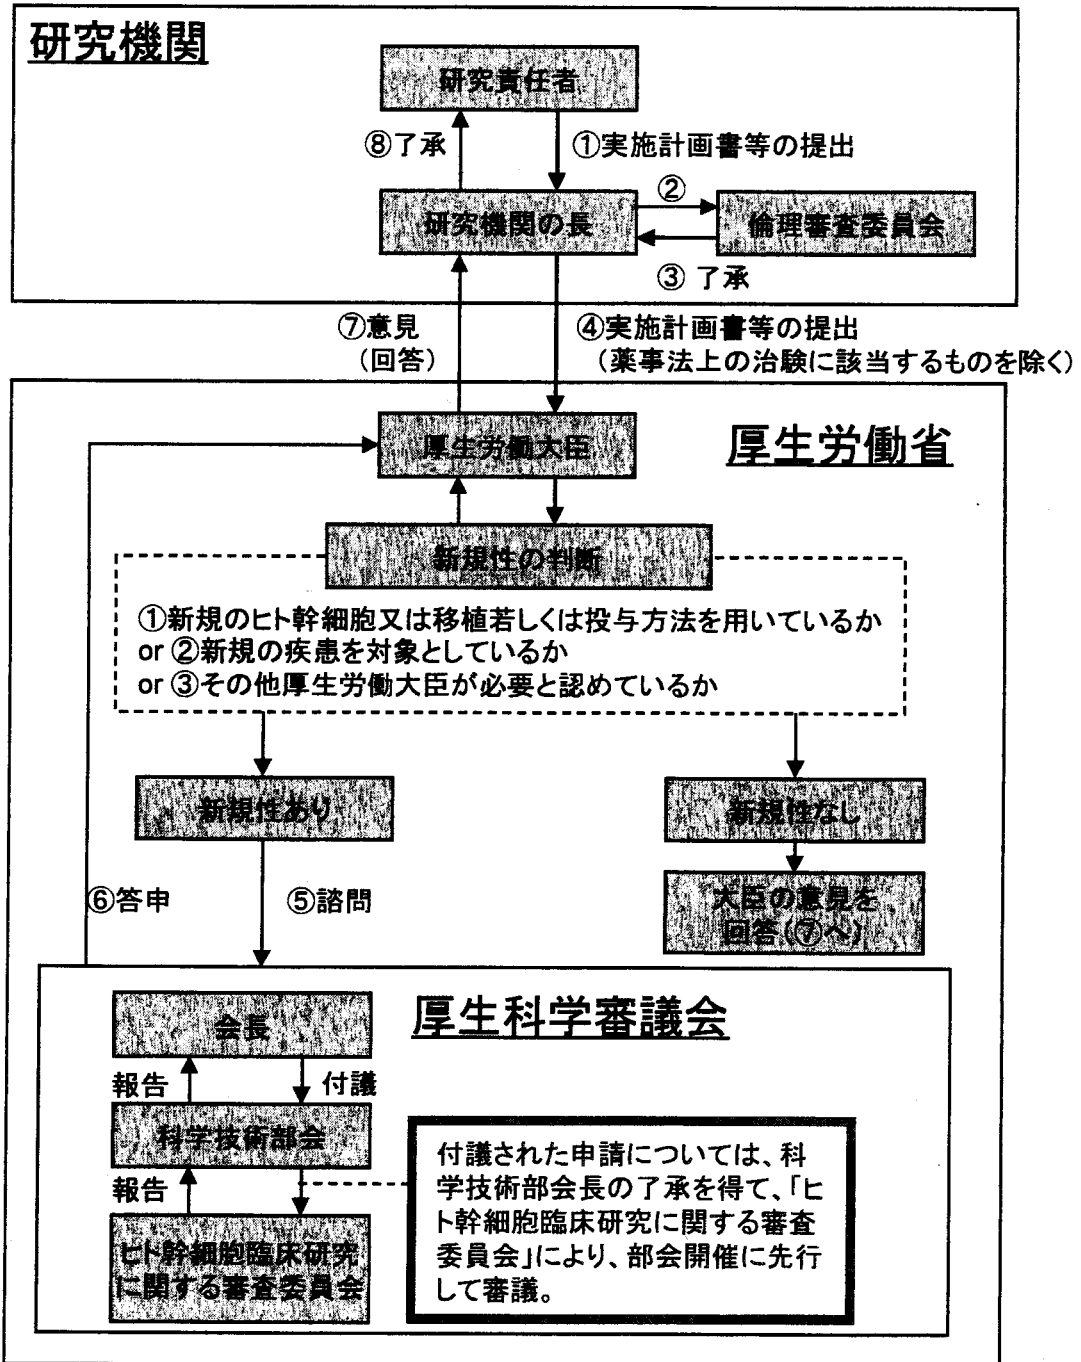 研究機関
研究責任者
⑧了承
①実施計画書等の提出
研究機関の長
②
倫理審査委員会
③了承
⑦意見
（回答）
④実施計画書等の提出
（薬事法上の治験に該当するものを除く）
厚生労働省
厚生労働大臣
新規性の判断
①新規のヒト幹細胞又は移植若しくは投与方法を用いているか
or ②新規の疾患を対象としているか
or ③その他厚生労働大臣が必要と認めているか
新規性あり
新規性なし
⑥答申
⑤諮問
大臣の意見を
回答（⑦へ）
厚生科学審議会
会長
報告
付議
科学技術部会
報告
ヒト幹細胞臨床研究
に関する審査委員会
付議された申請については、科
学技術部会長の了承を得て、「ヒ
ト幹細胞臨床研究に関する審査
委員会」により、部会開催に先行
して審議。